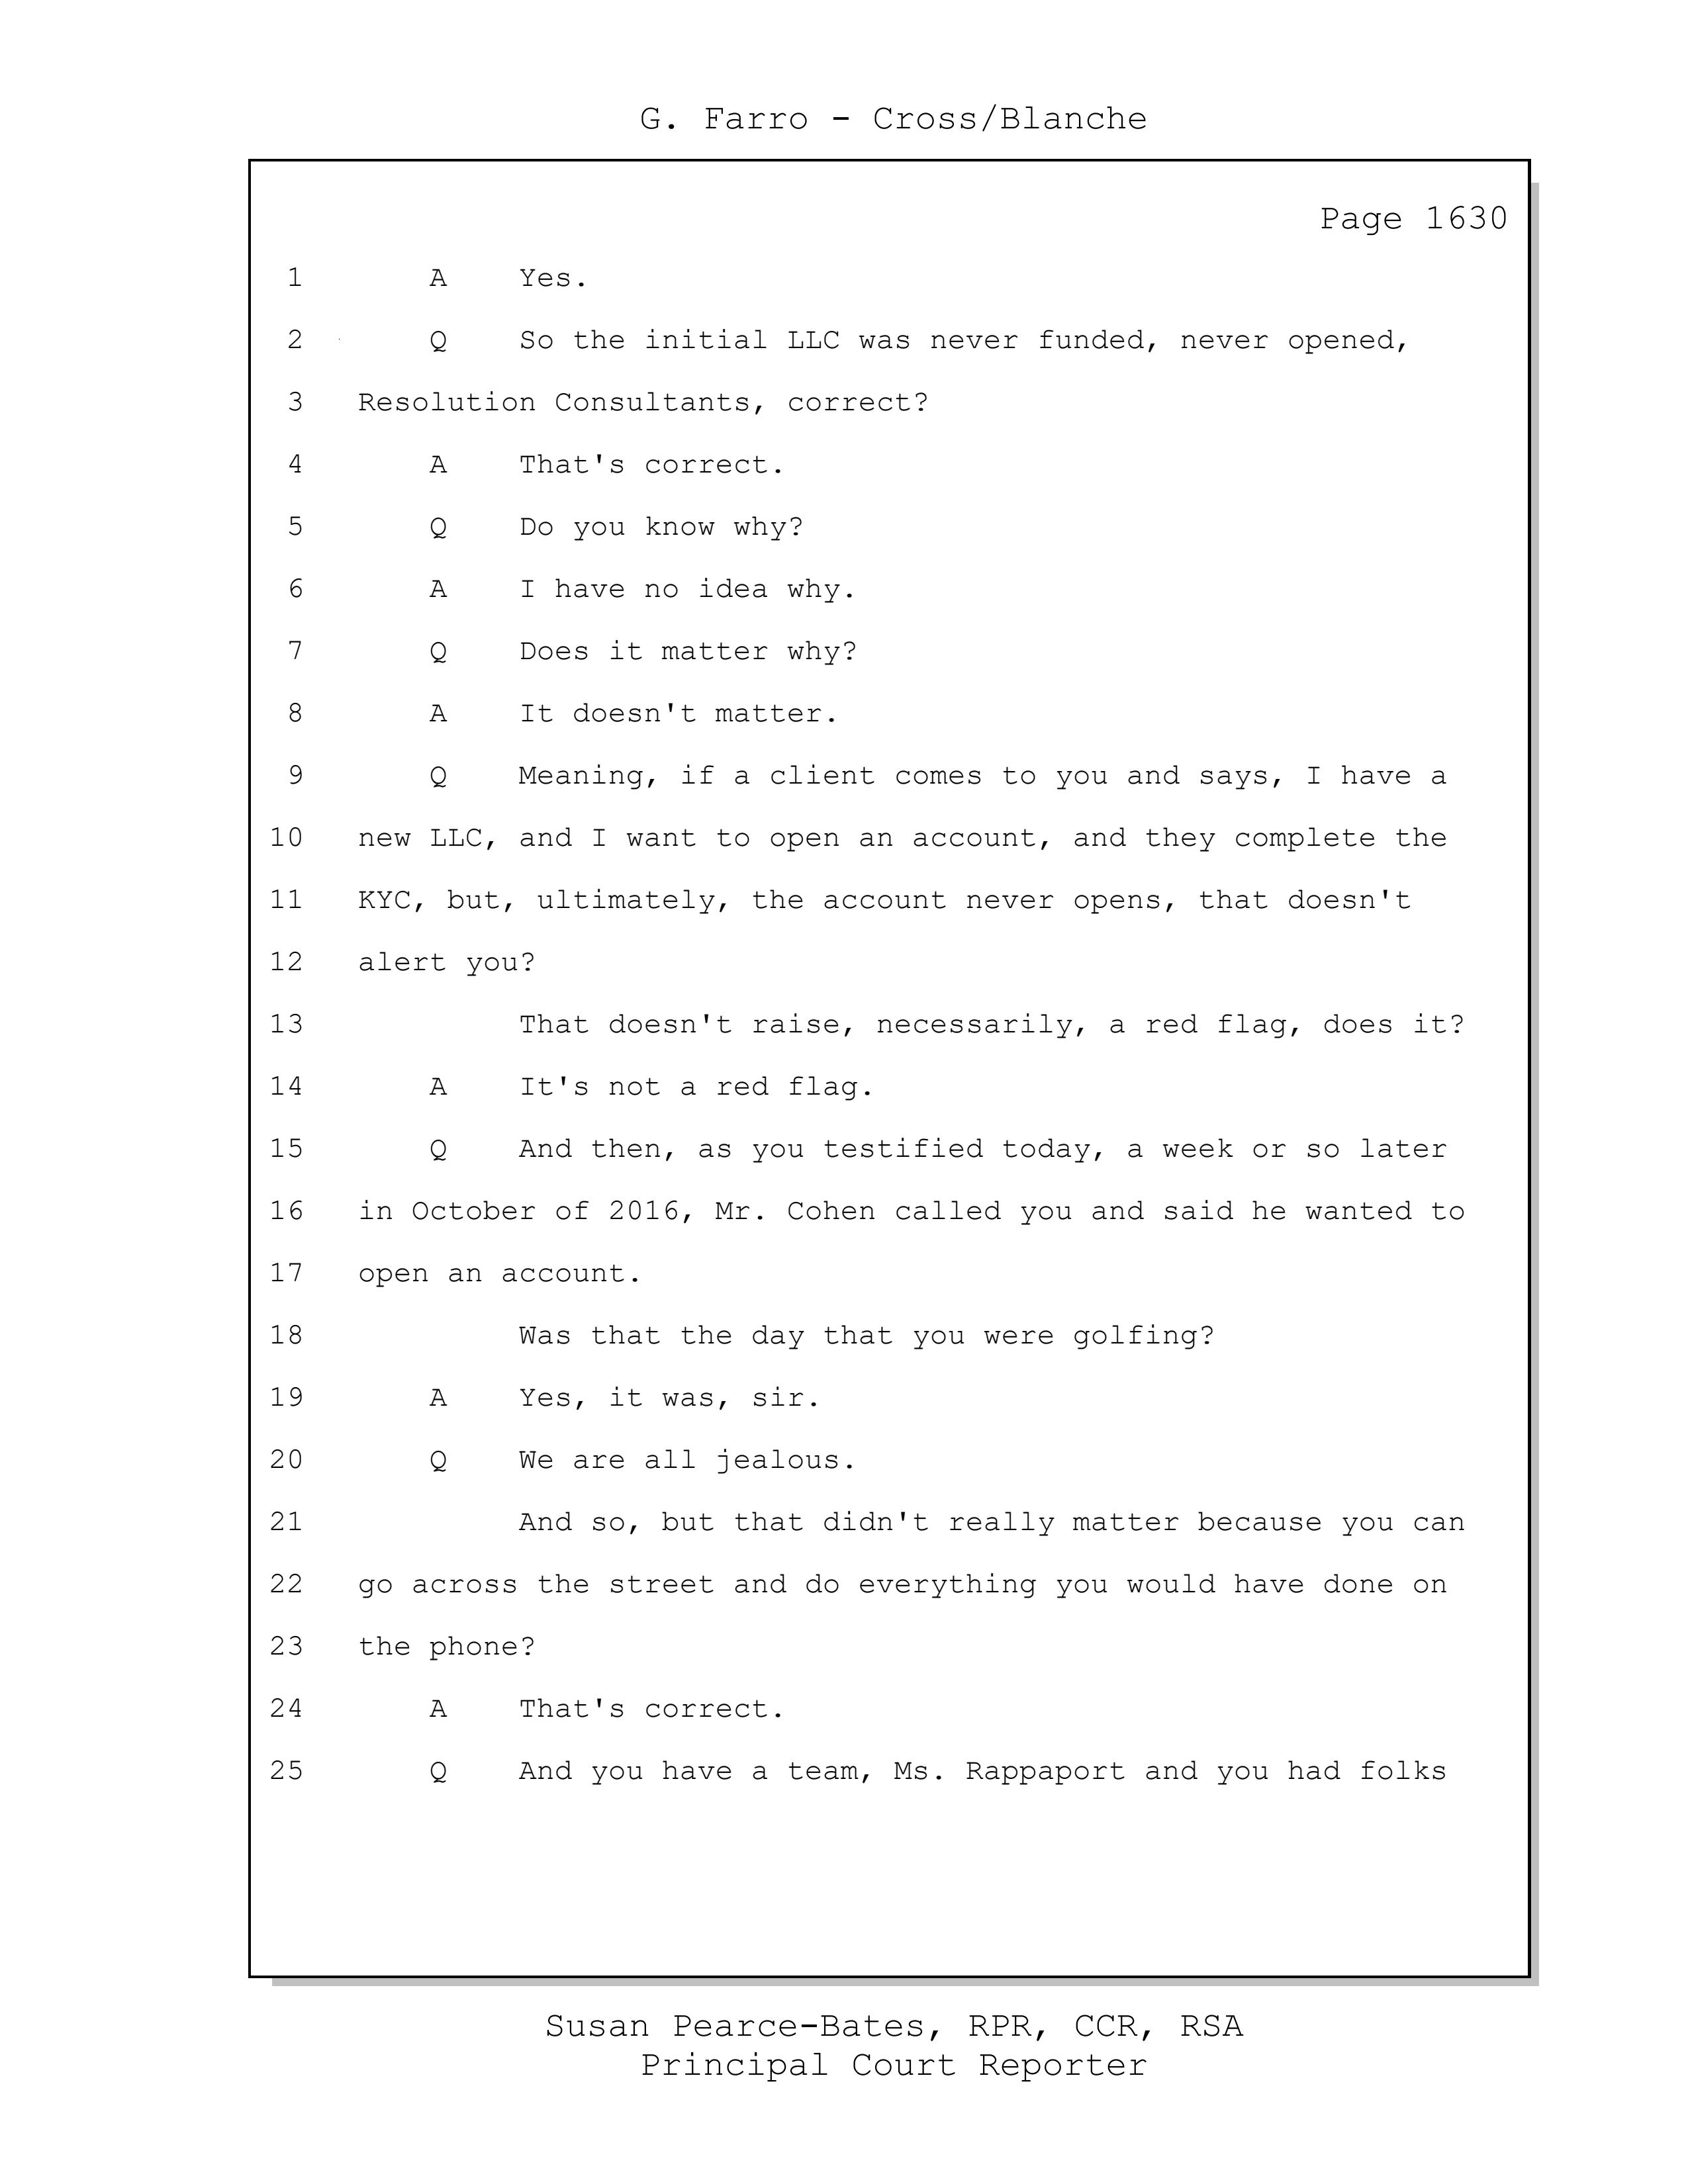 G. Farro - Cross/Blanche
Page 1630
1 A Yes.
2 Q So the initial LLC was never funded, never opened,
3 Resolution Consultants, correct?
4 A That's correct.
5 Q Do you know why?
6 A I have no idea why.
7 Q Does it matter why?
8 A It doesn't matter.
9 Q Meaning, if a client comes to you and says, I have a
10 new LLC, and I want to open an account, and they complete the
11 KYC, but, ultimately, the account never opens, that doesn't
12 alert you?
13 That doesn't raise, necessarily, a red flag, does it?
14 A It's not a red flag.
15 Q And then, as you testified today, a week or so later
16 in October of 2016, Mr. Cohen called you and said he wanted to
17 open an account.
18 Was that the day that you were golfing?
19 A Yes, it was, sir.
20 Q We are all jealous.
21 And so, but that didn't really matter because you can
22 go across the street and do everything you would have done on
23 the phone?
24 A That's correct.
25 Q And you have a team, Ms. Rappaport and you had folks
Susan Pearce-Bates, RPR, CCR, RSA
Principal Court Reporter